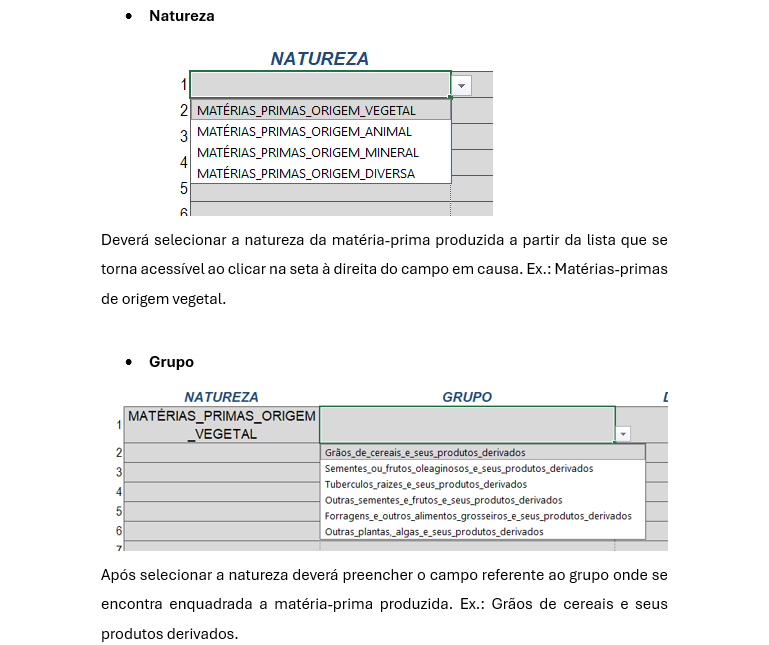 • Natureza
NATUREZA
1
2 MATÉRIAS_PRIMAS_ORIGEM_VEGETAL
3 MATÉRIAS_PRIMAS_ORIGEM_ANIMAL
MATÉRIAS_PRIMAS_ORIGEM_MINERAL
4 MATÉRIAS_PRIMAS_ORIGEM_DIVERSA
5
6
Deverá selecionar a natureza da matéria-prima produzida a partir da lista que se
torna acessível ao clicar na seta à direita do campo em causa. Ex.: Matérias-primas
de origem vegetal.
• Grupo
NATUREZA GRUPO
1 MATÉRIAS_PRIMAS_ORIGEM
_VEGETAL
2 Grãos_de_cereais_e_seus_produtos_derivados
3 Sementes_ou_frutos_oleaginosos_e_seus_produtos_derivados
Tuberculos_raizes_e_seus_produtos_derivados
4 Outras_sementes_e_frutos_e_seus_produtos_derivados
5 Forragens_e_outros_alimentos_grosseiros_e_seus_produtos_derivados
6 Outras_plantas,_algas_e_seus_produtos_derivados
7
Após selecionar a natureza deverá preencher o campo referente ao grupo onde se
encontra enquadrada a matéria-prima produzida. Ex.: Grãos de cereais e seus
produtos derivados.